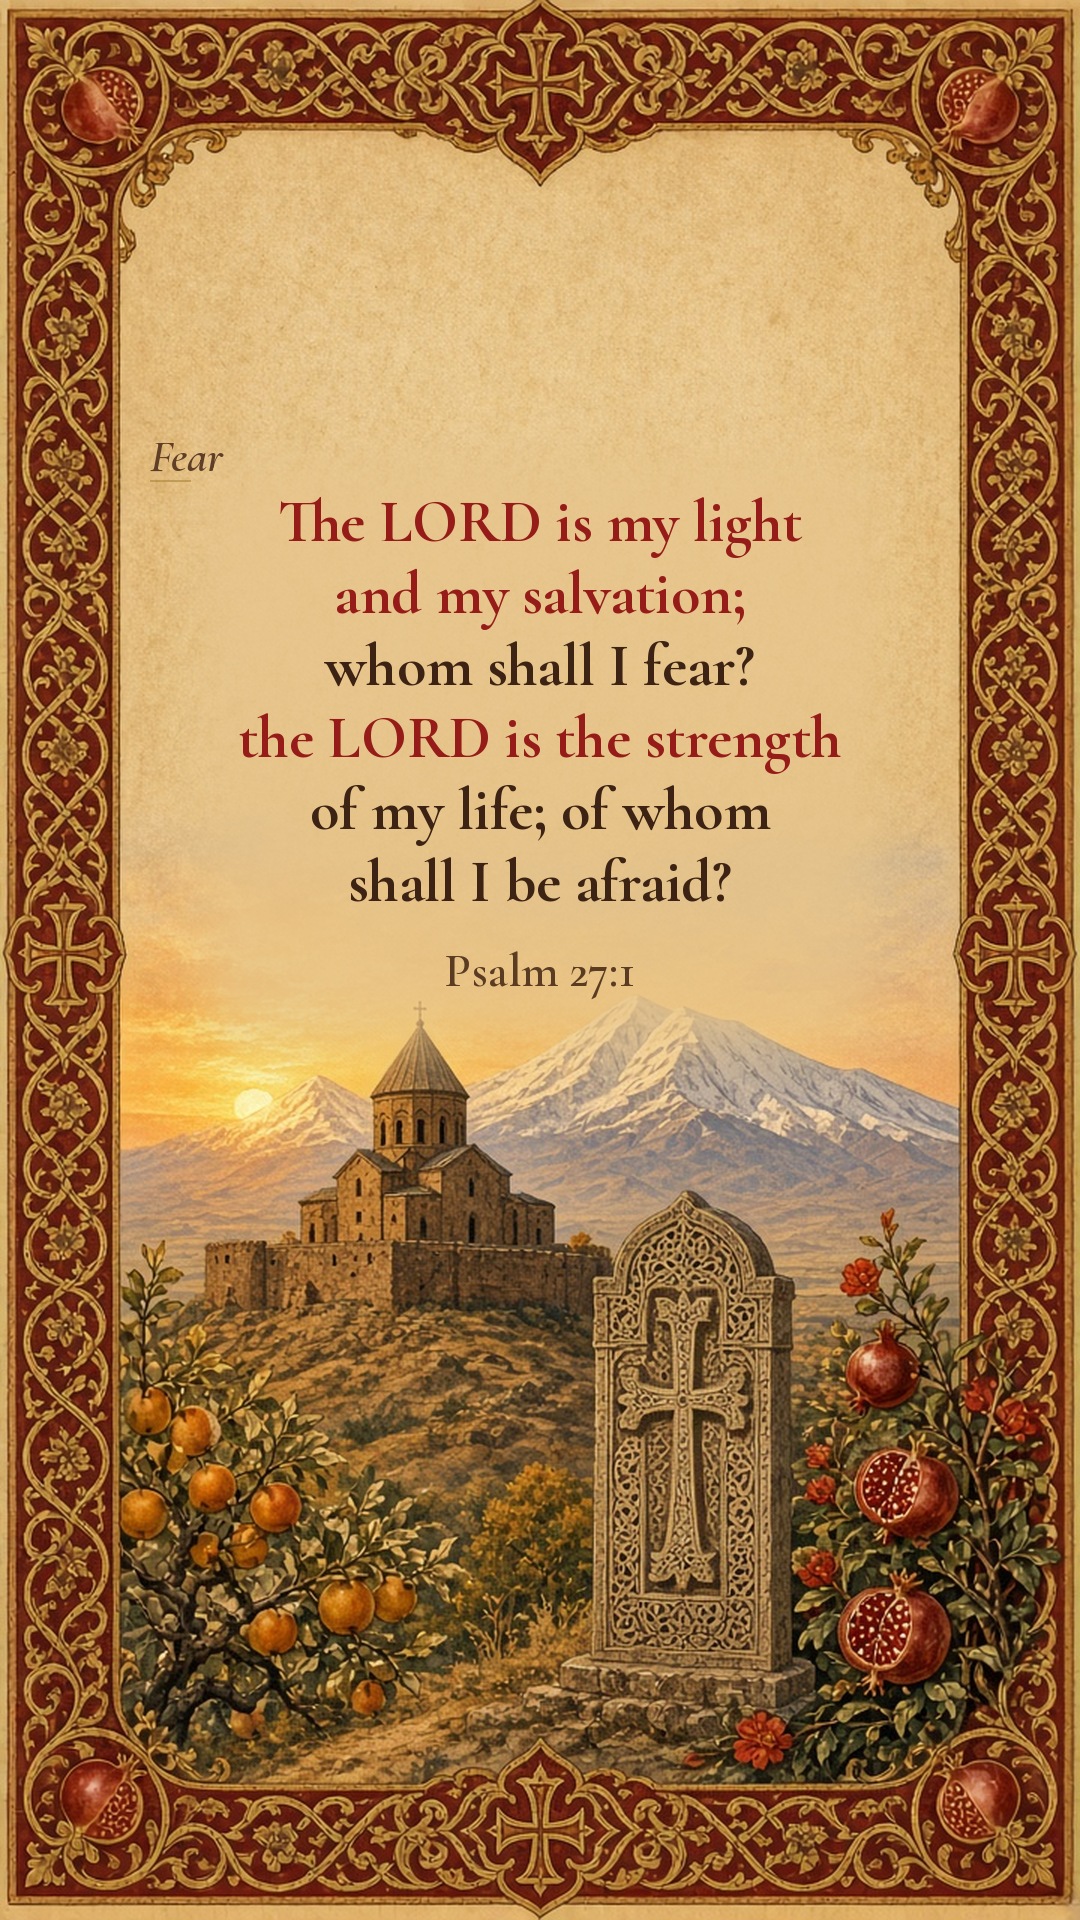 Fear
The LORD is my light
and my salvation;
whom shall I fear?
the LORD is the strength
of my life; of whom
shall I be afraid?
Psalm 27:1